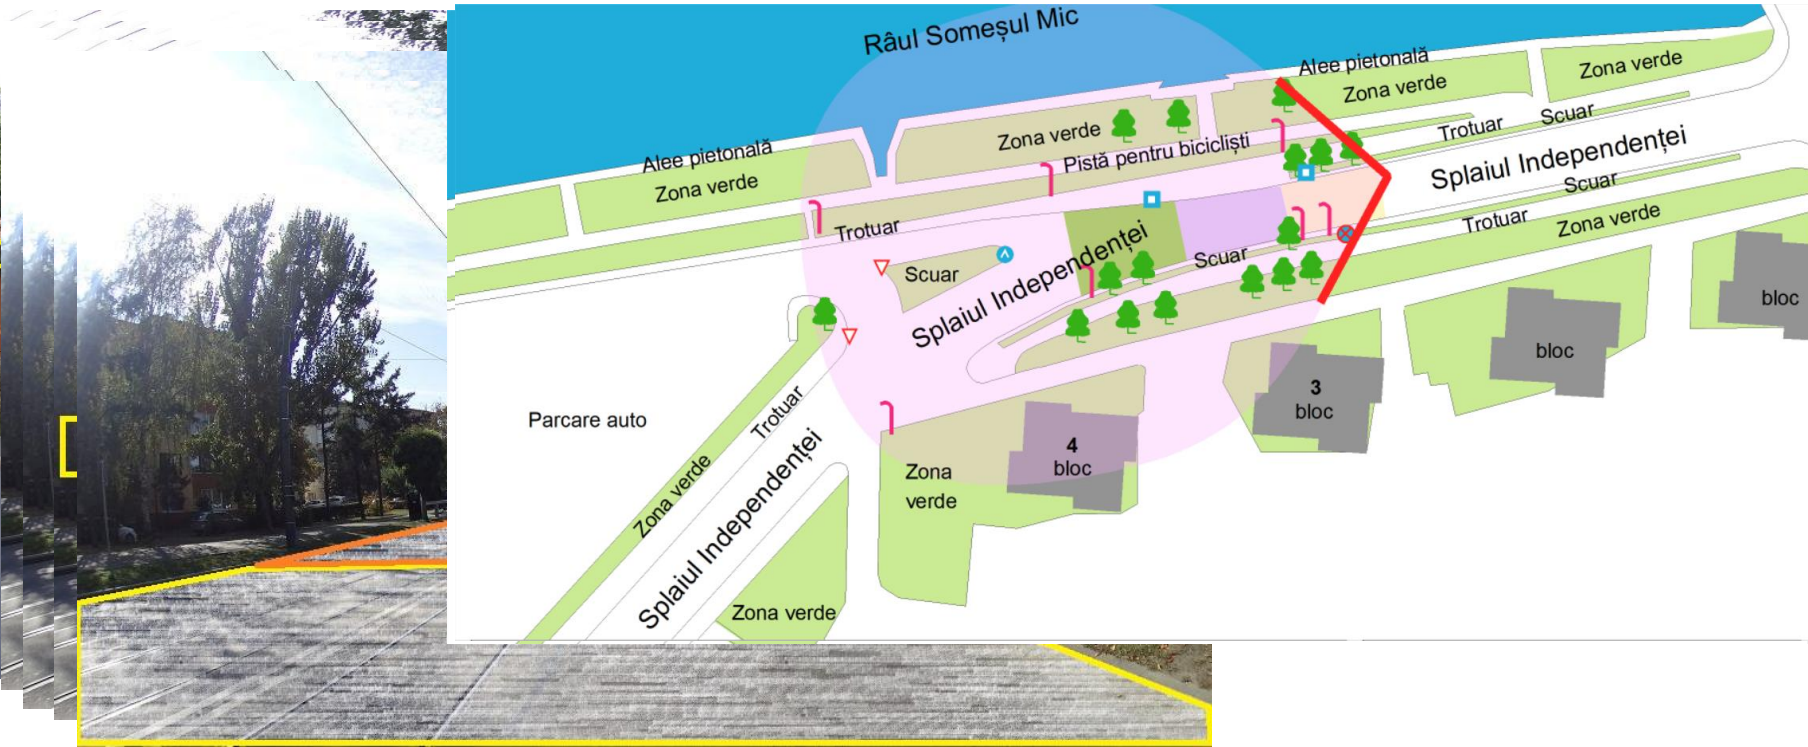 Râul Someșul Mic
Alee pietonală
Zona verde
Zona verde
Zona verde
Alee pietonală
Zona verde
Pistă pentru bicicliști
Trotuar
Scuar
Splaiul Independenței
Scuar
Trotuar
Zona verde
Trotuar
Scuar
Splaiul Independenței
Scuar
bloc
bloc
3
bloc
4
bloc
Parcare auto
Trotuar
Zona verde
Splaiul Independenței
Zona
verde
Zona verde